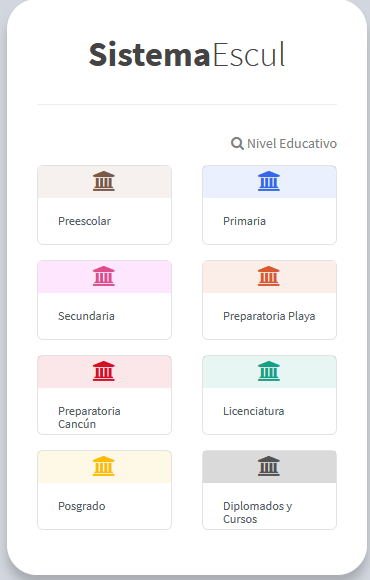 SistemaEscul
Nivel Educativo
Preescolar
Primaria
Secundaria
Preparatoria Playa
Preparatoria
Cancún
Licenciatura
Posgrado
Diplomados y
Cursos